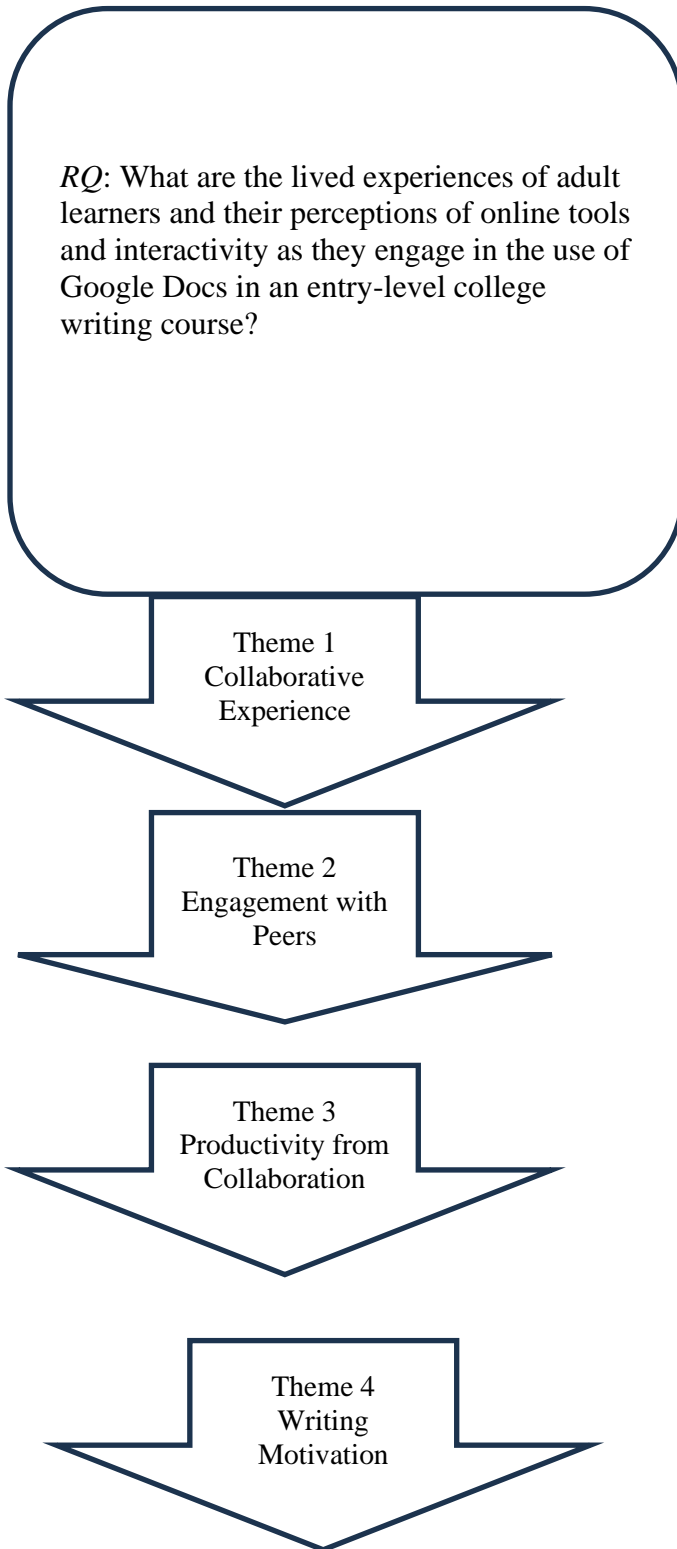 RQ: What are the lived experiences of adult
learners and their perceptions of online tools
and interactivity as they engage in the use of
Google Docs in an entry-level college
writing course?
Theme 1
Collaborative
Experience
Theme 2
Engagement with
Peers
Theme 3
Productivity from
Collaboration
Theme 4
Writing
Motivation